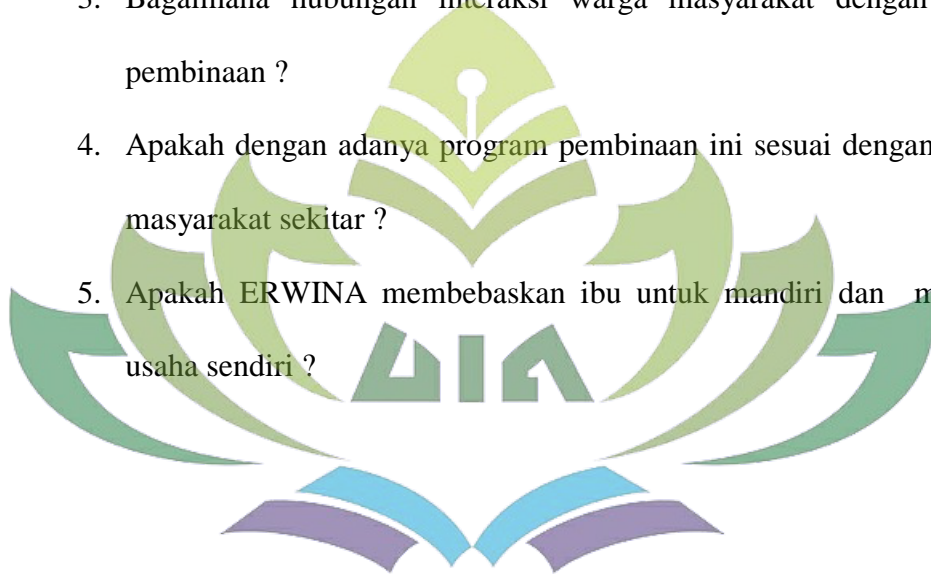 3. Bagaimana hubungan interaksi warga masyarakat dengan
pembinaan ?
4. Apakah dengan adanya program pembinaan ini sesuai dengan
masyarakat sekitar ?
5. Apakah ERWINA membebaskan ibu untuk mandiri dan
usaha sendiri ?
UIN